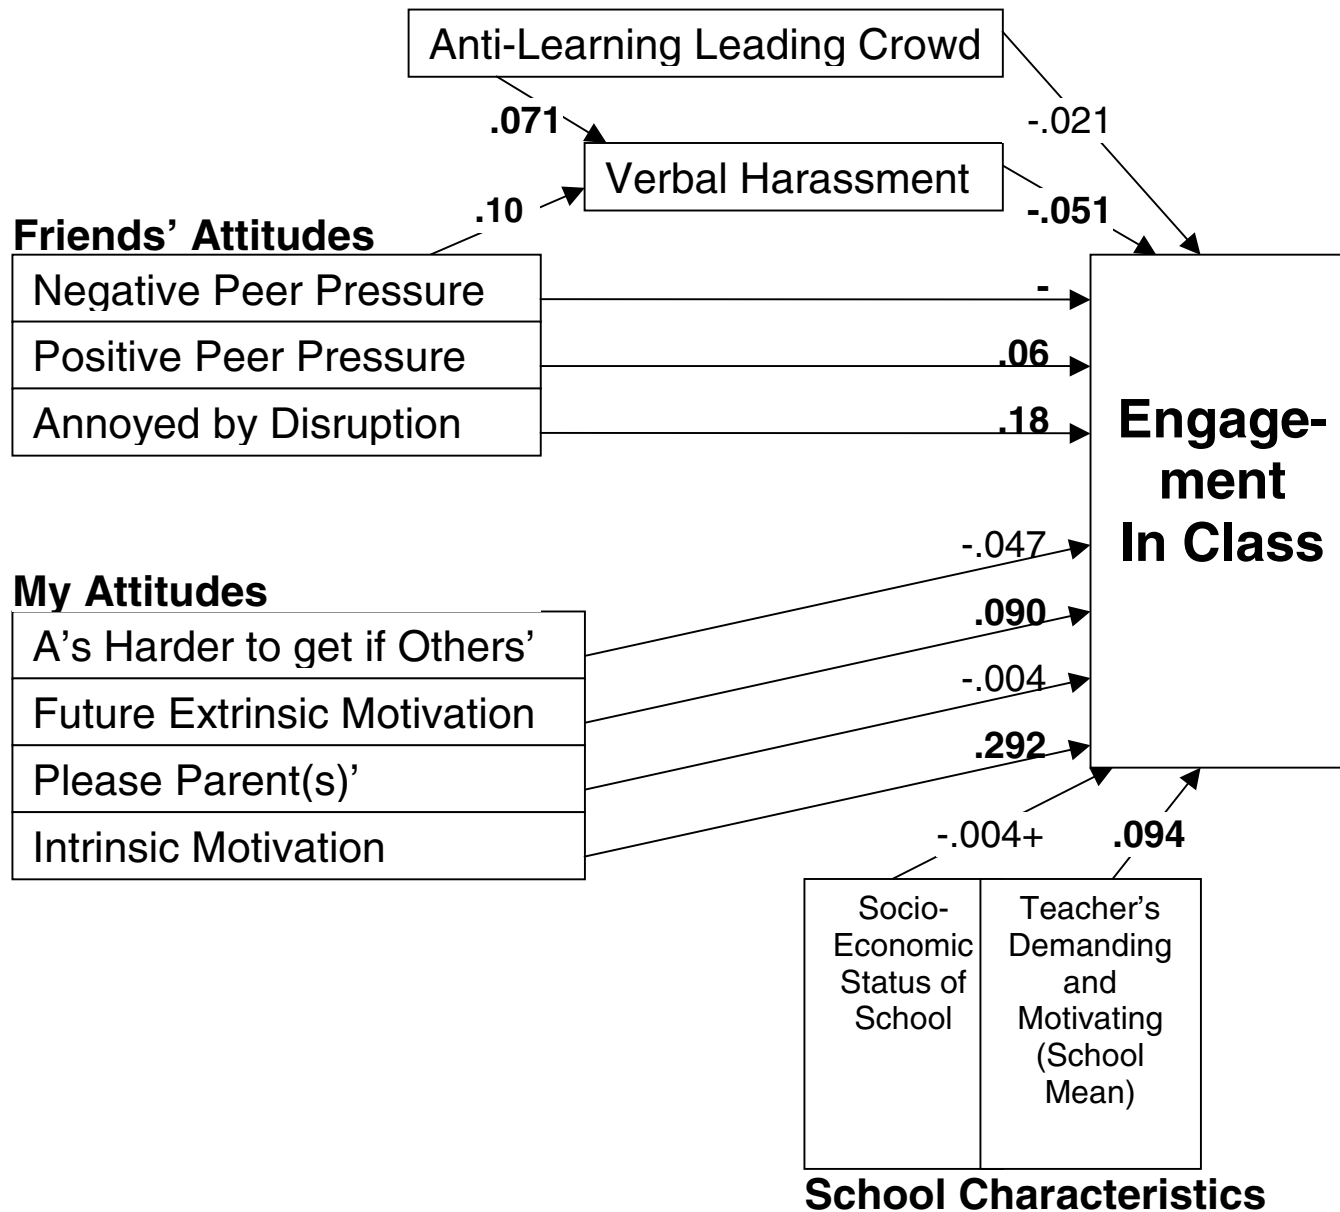 Anti-Learning Leading Crowd
.071
-.021
Verbal Harassment
.10
-.051
Friends’ Attitudes
Negative Peer Pressure
-
Positive Peer Pressure
.06
Annoyed by Disruption
.18
Engage-
ment
In Class
-.047
My Attitudes
A's Harder to get if Others’
.090
Future Extrinsic Motivation
-.004
Please Parent(s)’
.292
Intrinsic Motivation
-.004+
.094
Socio-
Economic
Status of
School
Teacher’s
Demanding
and
Motivating
(School
Mean)
School Characteristics